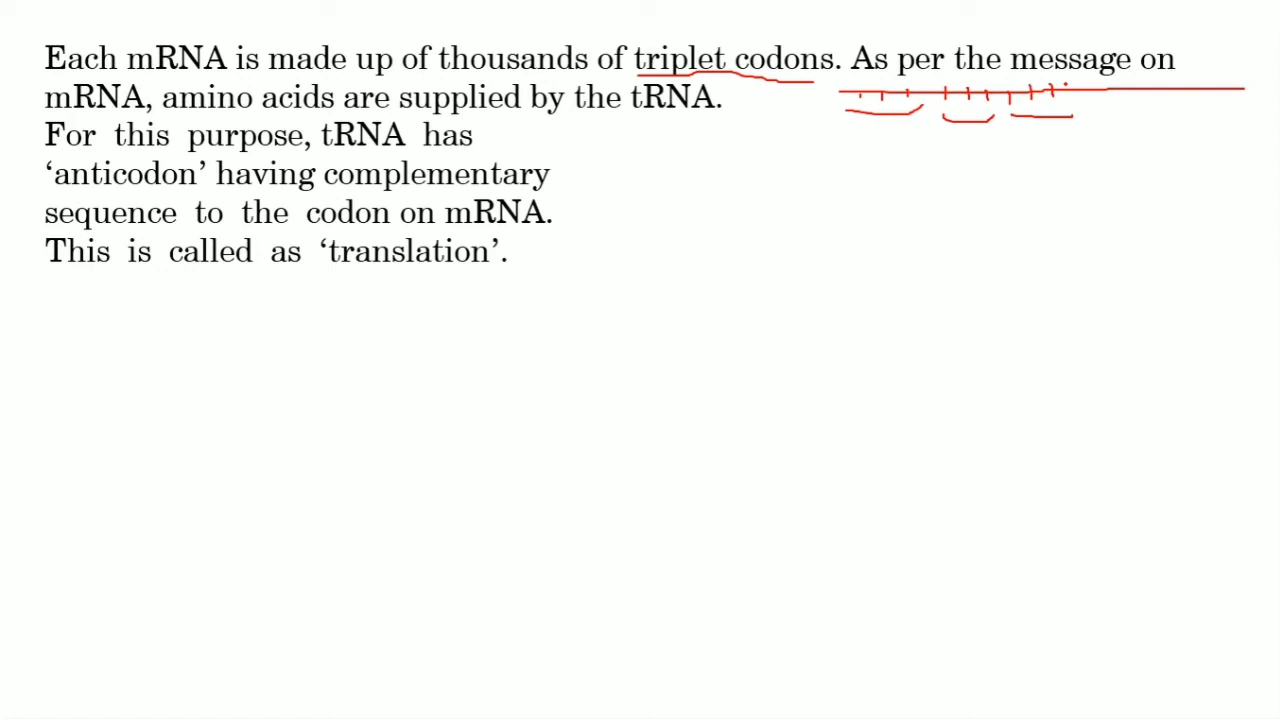 Each mRNA is made up of thousands of triplet codons. As per the message on
mRNA, amino acids are supplied by the tRNA.
For this purpose, tRNA has
‘anticodon’ having complementary
sequence to the codon on mRNA.
This is called as ‘translation’.